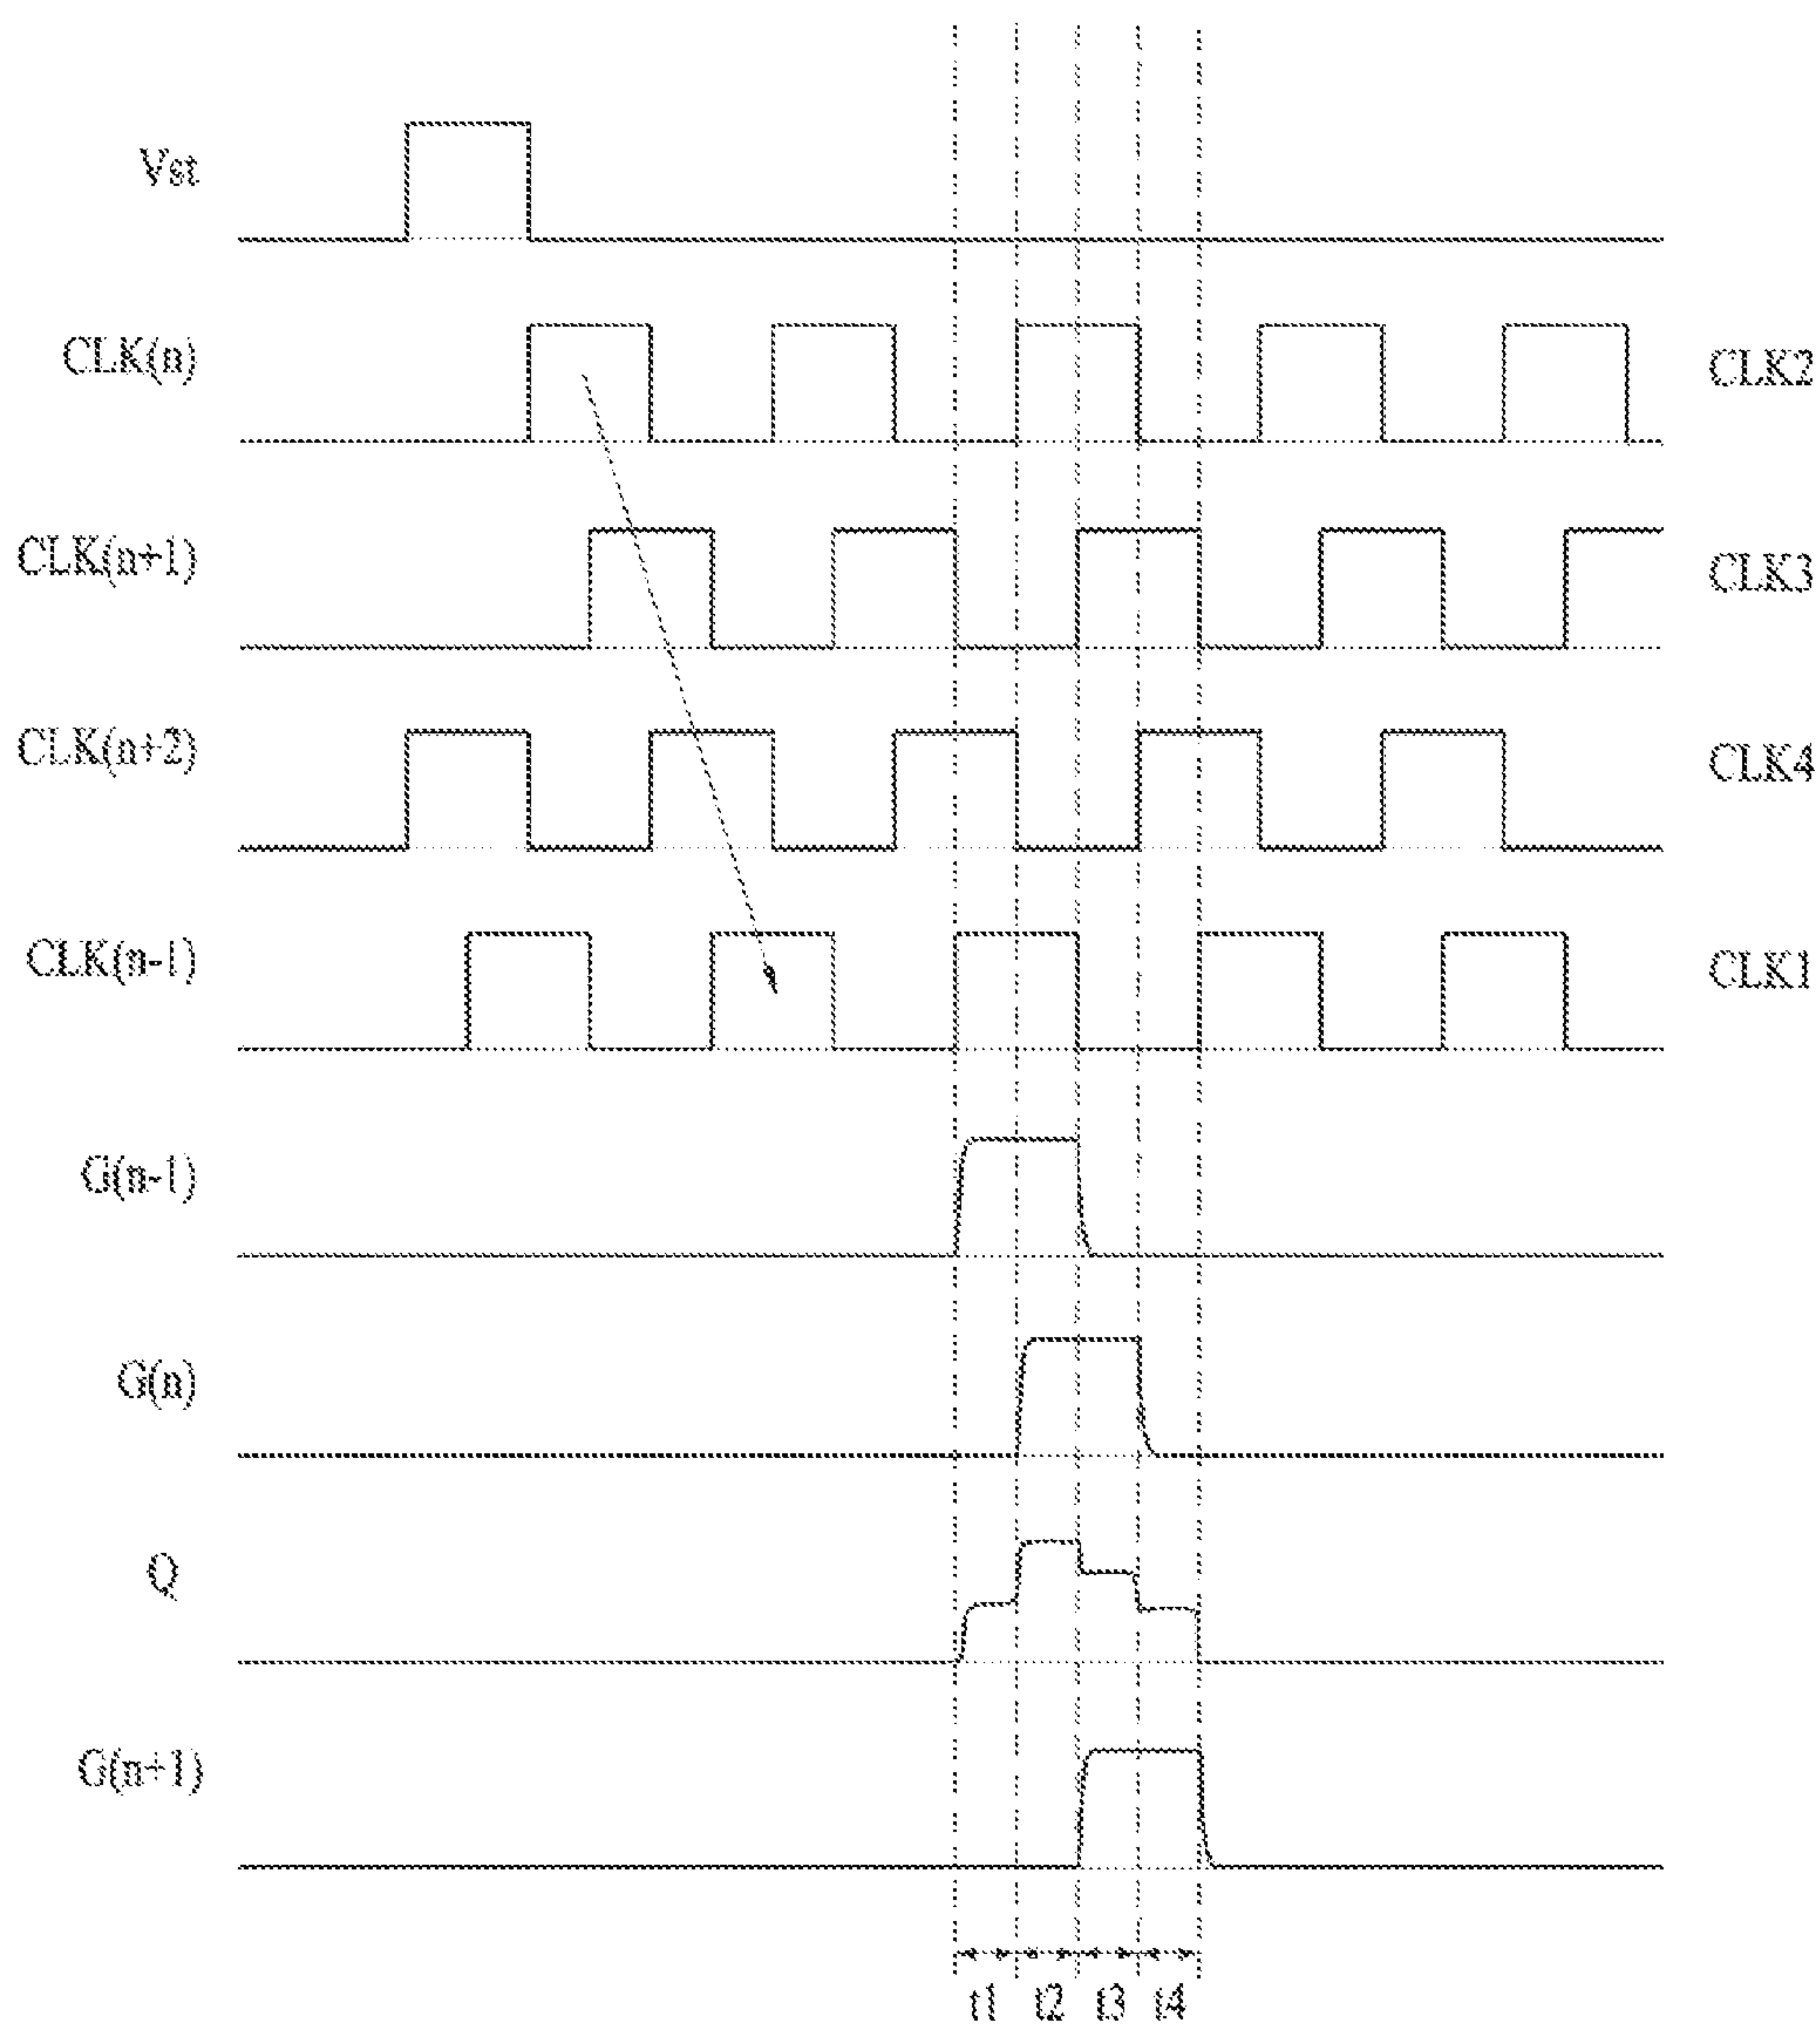 Vst
CLK(n) CLK2
CLK(n+1) CLK3
CLK(n+2) CLK4
CLK(n-1) CLK1
G(n-1)
G(n)
Q
G(n+1)
t1 t2 t3 t4